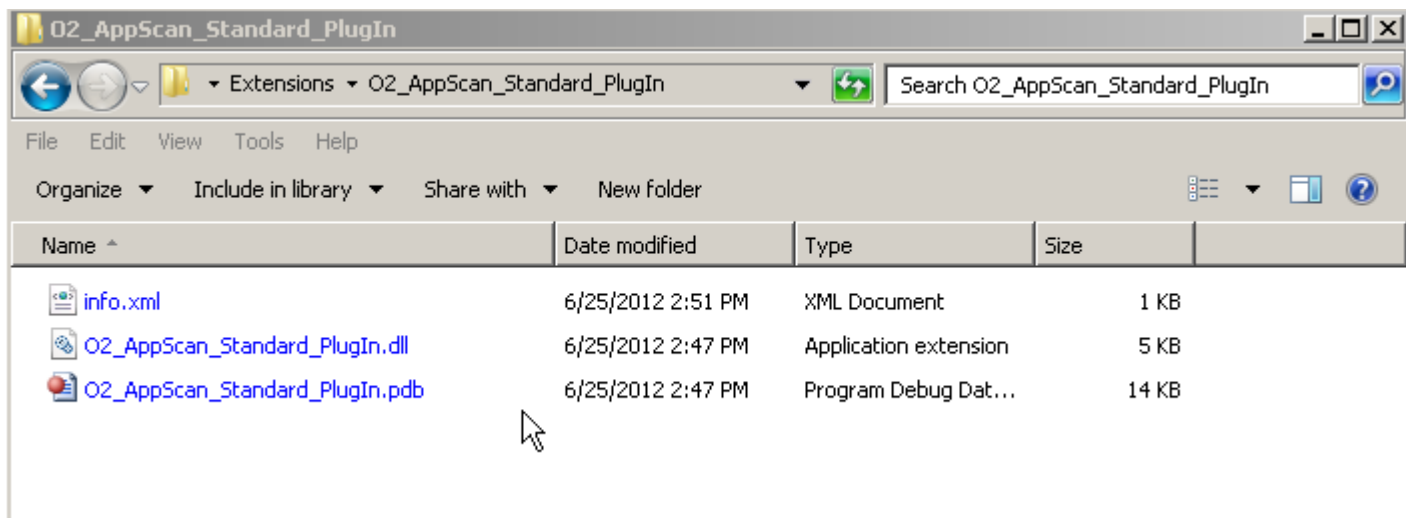 O2_AppScan_Standard_PlugIn
Extensions O2_AppScan_Standard_PlugIn Search O2_AppScan_Standard_PlugIn
File Edit View Tools Help
Organize Include in library Share with New folder
Name Date modified Type Size
info.xml 6/25/2012 2:51 PM XML Document 1 KB
O2_AppScan_Standard_PlugIn.dll 6/25/2012 2:47 PM Application extension 5 KB
O2_AppScan_Standard_PlugIn.pdb 6/25/2012 2:47 PM Program Debug Dat... 14 KB